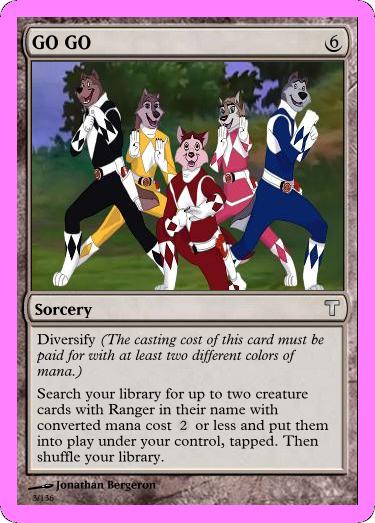 GO GO 6
Sorcery T
Diversify (The casting cost of this card must be
paid for with at least two different colors of
mana.)
Search your library for up to two creature
cards with Ranger in their name with
converted mana cost 2 or less and put them
into play under your control, tapped. Then
shuffle your library.
Jonathan Bergeron
3/136